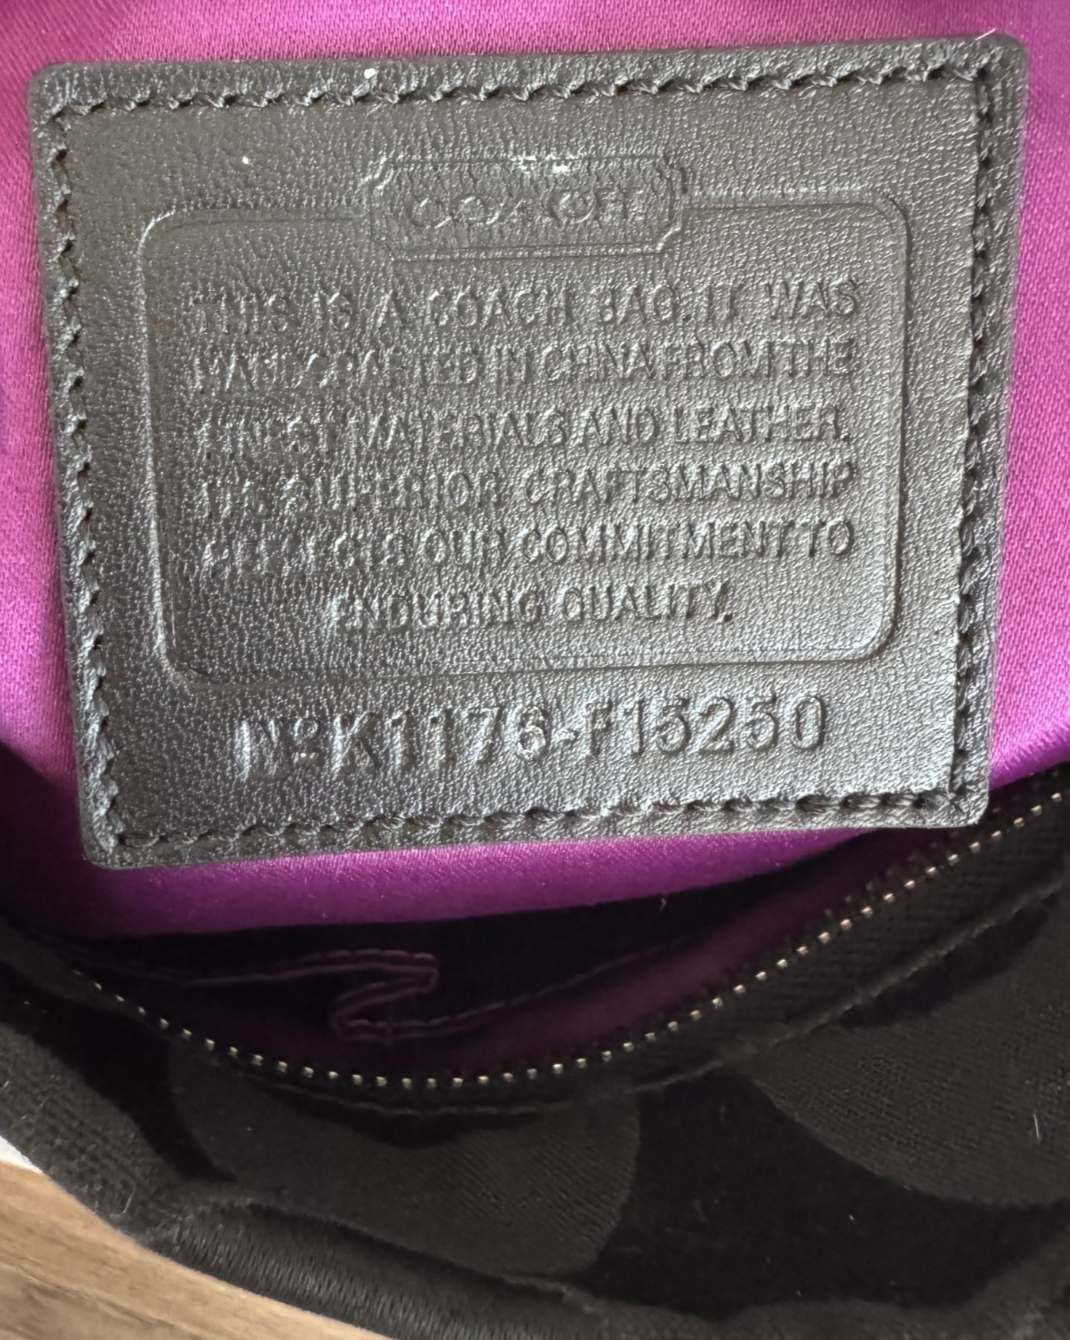 COACH
THIS IS A COACH BAG. IT WAS
HANDCRAFTED IN CHINA FROM THE
FINEST MATERIALS AND LEATHER.
ITS SUPERIOR CRAFTSMANSHIP
REFLECTS OUR COMMITMENT TO
ENDURING QUALITY.
Nº K1176-F15250